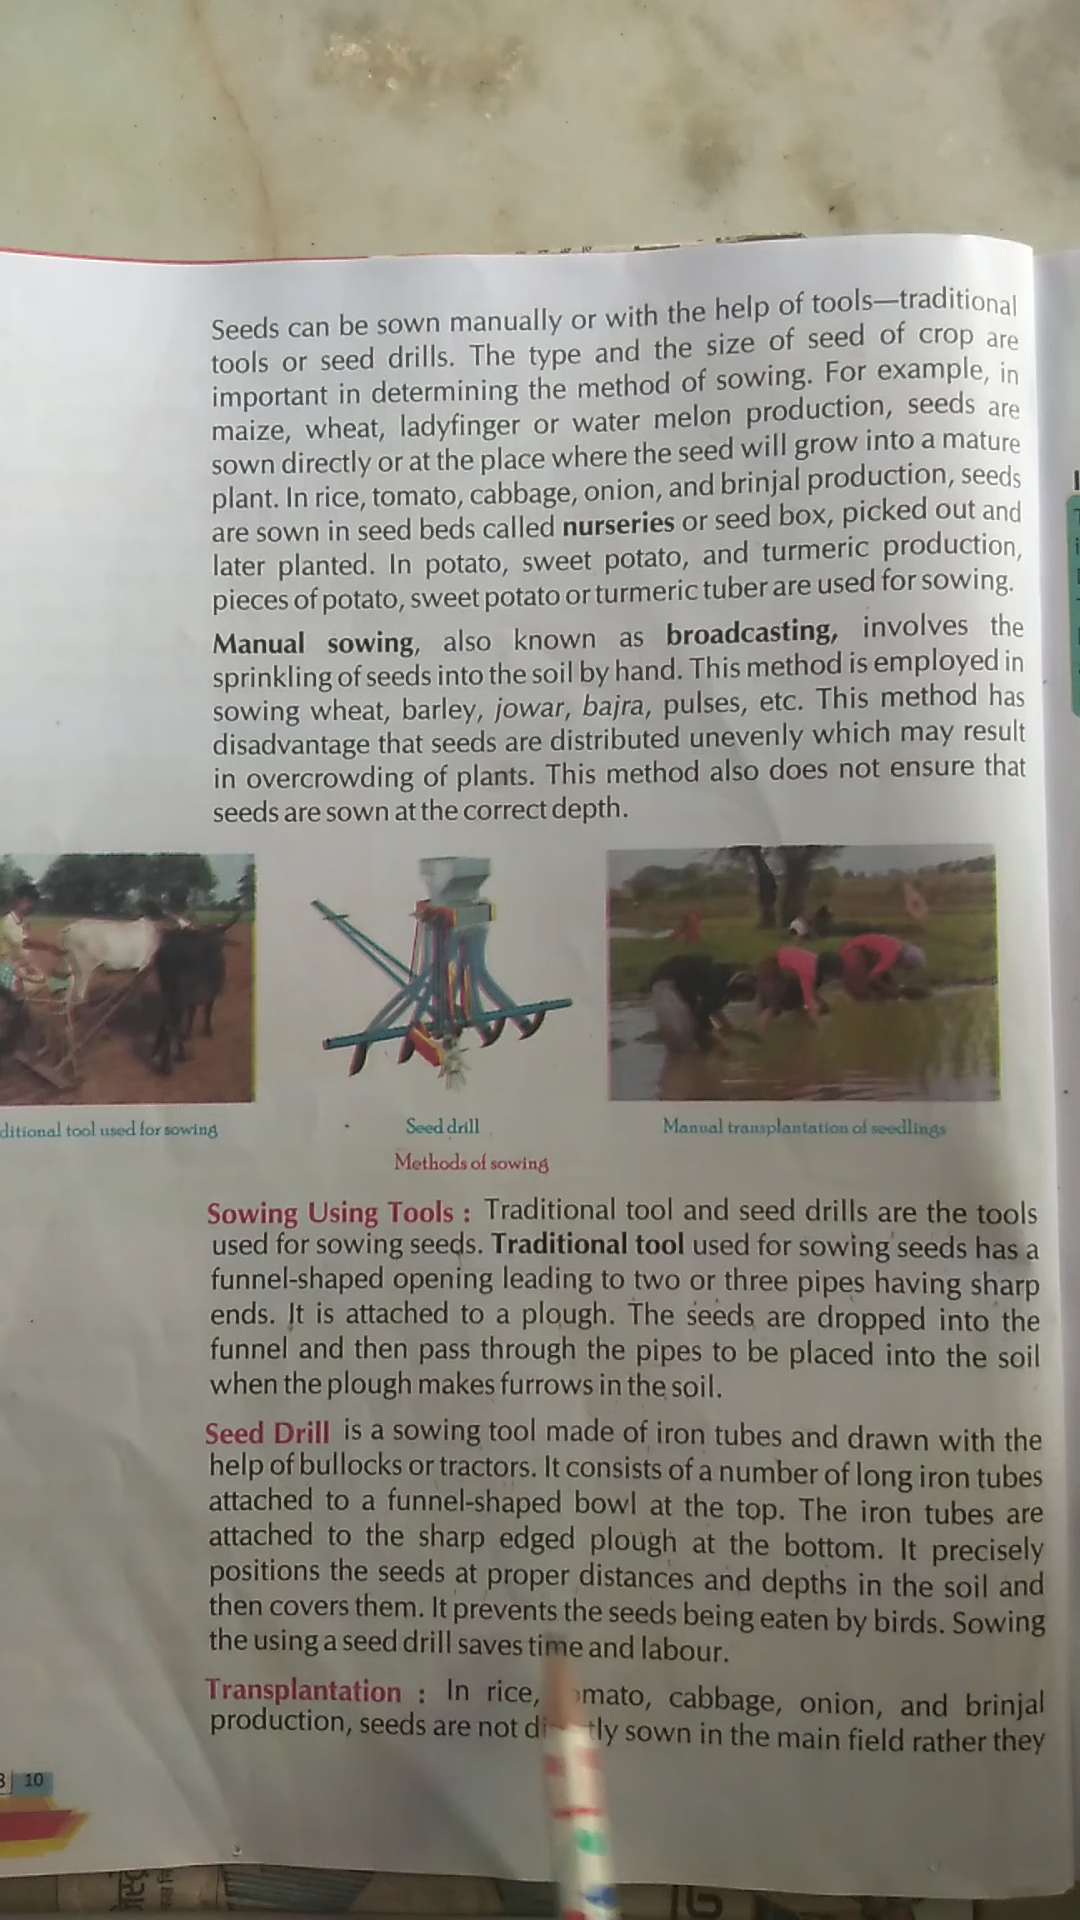 Seeds can be sown manually or with the help of tools—traditional
tools or seed drills. The type and the size of seed of crop are
important in determining the method of sowing. For example, in
maize, wheat, ladyfinger or water melon production, seeds are
sown directly or at the place where the seed will grow into a mature
plant. In rice, tomato, cabbage, onion, and brinjal production, seeds
are sown in seed beds called nurseries or seed box, picked out and
later planted. In potato, sweet potato, and turmeric production,
pieces of potato, sweet potato or turmeric tuber are used for sowing.
Manual sowing, also known as broadcasting, involves the
sprinkling of seeds into the soil by hand. This method is employed in
sowing wheat, barley, jowar, bajra, pulses, etc. This method has
disadvantage that seeds are distributed unevenly which may result
in overcrowding of plants. This method also does not ensure that
seeds are sown at the correct depth.
ditional tool used for sowing
Seed drill
Manual transplantation of seedlings
Methods of sowing
Sowing Using Tools : Traditional tool and seed drills are the tools
used for sowing seeds. Traditional tool used for sowing seeds has a
funnel-shaped opening leading to two or three pipes having sharp
ends. It is attached to a plough. The seeds are dropped into the
funnel and then pass through the pipes to be placed into the soil
when the plough makes furrows in the soil.
Seed Drill is a sowing tool made of iron tubes and drawn with the
help of bullocks or tractors. It consists of a number of long iron tubes
attached to a funnel-shaped bowl at the top. The iron tubes are
attached to the sharp edged plough at the bottom. It precisely
positions the seeds at proper distances and depths in the soil and
then covers them. It prevents the seeds being eaten by birds. Sowing
the using a seed drill saves time and labour.
Transplantation : In rice, omato, cabbage, onion, and brinjal
production, seeds are not di tly sown in the main field rather they
10